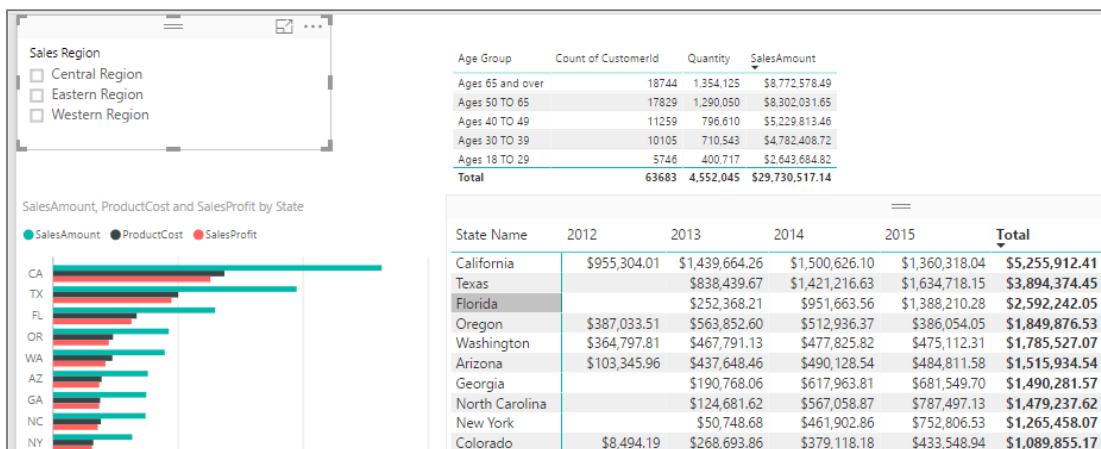 Sales Region
Central Region
Eastern Region
Western Region
Age Group Count of CustomerId Quantity SalesAmount
Ages 65 and over 18744 1,354,125 $8,772,578.49
Ages 50 TO 65 17829 1,290,050 $8,302,031.65
Ages 40 TO 49 11259 796,610 $5,229,813.46
Ages 30 TO 39 10105 710,543 $4,782,408.72
Ages 18 TO 29 5746 400,717 $2,643,684.82
Total 63683 4,552,045 $29,730,517.14
SalesAmount, ProductCost and SalesProfit by State
SalesAmount ProductCost SalesProfit
CA
TX
FL
OR
WA
AZ
GA
NC
NY
State Name 2012 2013 2014 2015 Total
California $955,304.01 $1,439,664.26 $1,500,626.10 $1,360,318.04 $5,255,912.41
Texas $838,439.67 $1,421,216.63 $1,634,718.15 $3,894,374.45
Florida $252,368.21 $951,663.56 $1,388,210.28 $2,592,242.05
Oregon $387,033.51 $563,852.60 $512,936.37 $386,054.05 $1,849,876.53
Washington $364,797.81 $467,791.13 $477,825.82 $475,112.31 $1,785,527.07
Arizona $103,345.96 $437,648.46 $490,128.54 $484,811.58 $1,515,934.54
Georgia $190,768.06 $617,963.81 $681,549.70 $1,490,281.57
North Carolina $124,681.62 $567,058.87 $787,497.13 $1,479,237.62
New York $50,748.68 $461,902.86 $752,806.53 $1,265,458.07
Colorado $8,494.19 $268,693.86 $379,118.18 $433,548.94 $1,089,855.17